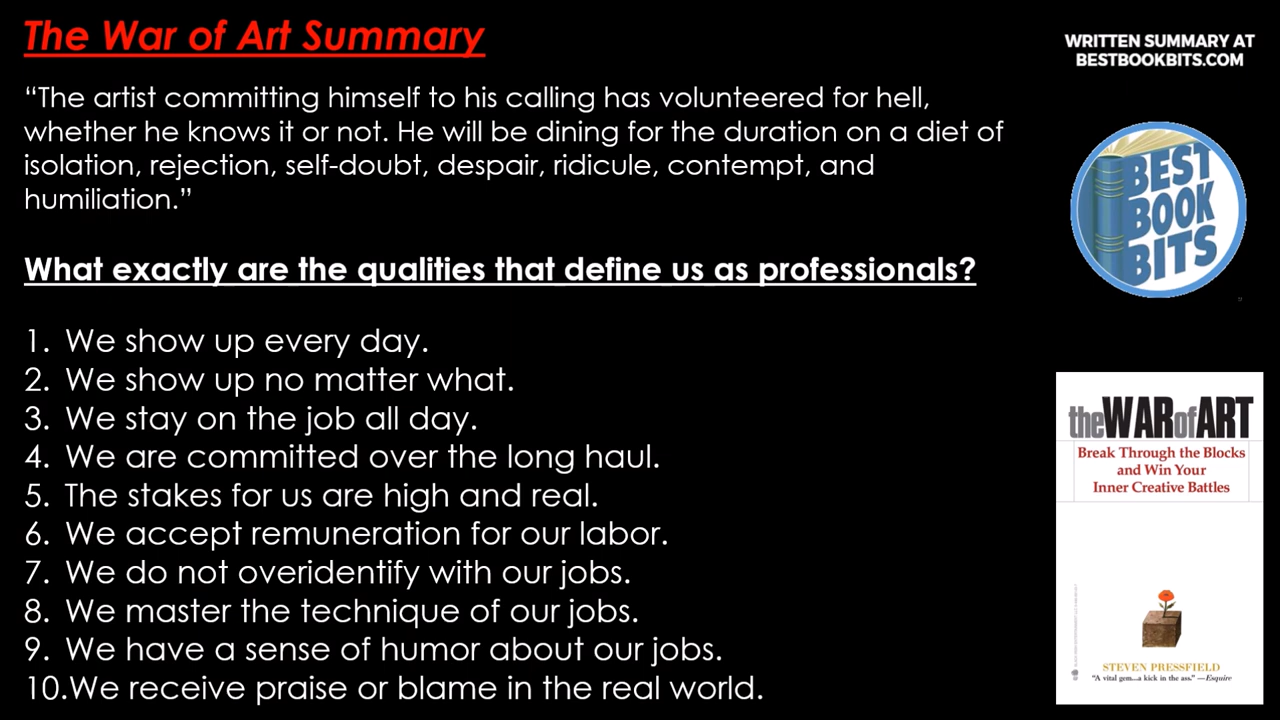 The War of Art Summary
“The artist committing himself to his calling has volunteered for hell,
whether he knows it or not. He will be dining for the duration on a diet of
isolation, rejection, self-doubt, despair, ridicule, contempt, and
humiliation.”
What exactly are the qualities that define us as professionals?
1. We show up every day.
2. We show up no matter what.
3. We stay on the job all day.
4. We are committed over the long haul.
5. The stakes for us are high and real.
6. We accept remuneration for our labor.
7. We do not overidentify with our jobs.
8. We master the technique of our jobs.
9. We have a sense of humor about our jobs.
10.We receive praise or blame in the real world.
WRITTEN SUMMARY AT
BESTBOOKBITS.COM
BEST
BOOK
BITS
theWARofART
Break Through the Blocks
and Win Your
Inner Creative Battles
STEVEN PRESSFIELD
“A vital gem...a kick in the ass.” —Esquire